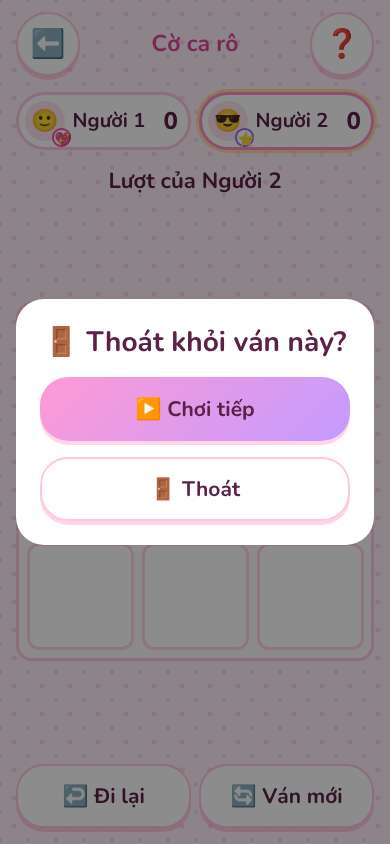 Cờ ca rô
Người 1 0
Người 2 0
Lượt của Người 2
Thoát khỏi ván này?
Chơi tiếp
Thoát
Đi lại
Ván mới